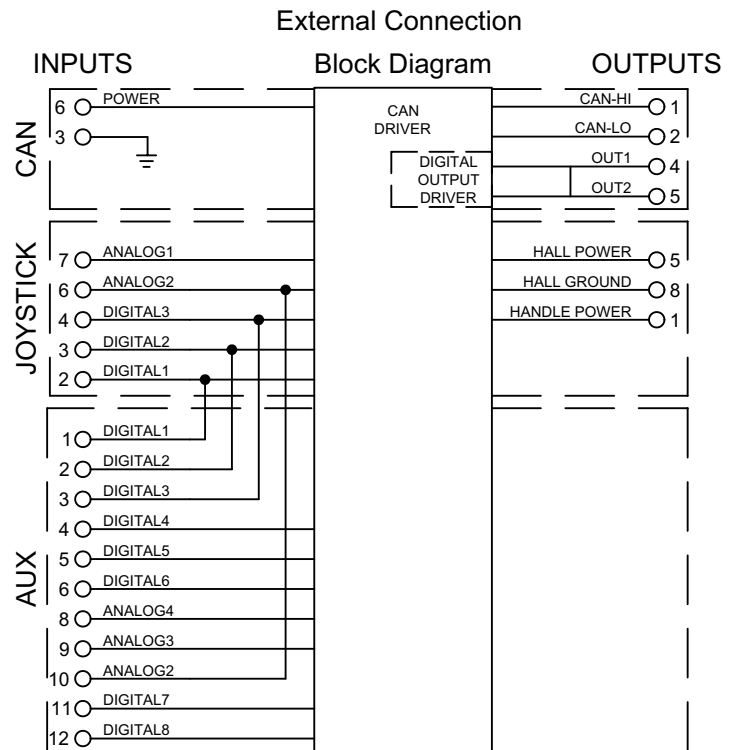 External Connection
INPUTS Block Diagram OUTPUTS
CAN
6 POWER
3
CAN
DRIVER
DIGITAL
OUTPUT
DRIVER
CAN-HI 1
CAN-LO 2
OUT1 4
OUT2 5
JOYSTICK
7 ANALOG1
6 ANALOG2
4 DIGITAL3
3 DIGITAL2
2 DIGITAL1
HALL POWER 5
HALL GROUND 8
HANDLE POWER 1
AUX
1 DIGITAL1
2 DIGITAL2
3 DIGITAL3
4 DIGITAL4
5 DIGITAL5
6 DIGITAL6
8 ANALOG4
9 ANALOG3
10 ANALOG2
11 DIGITAL7
12 DIGITAL8